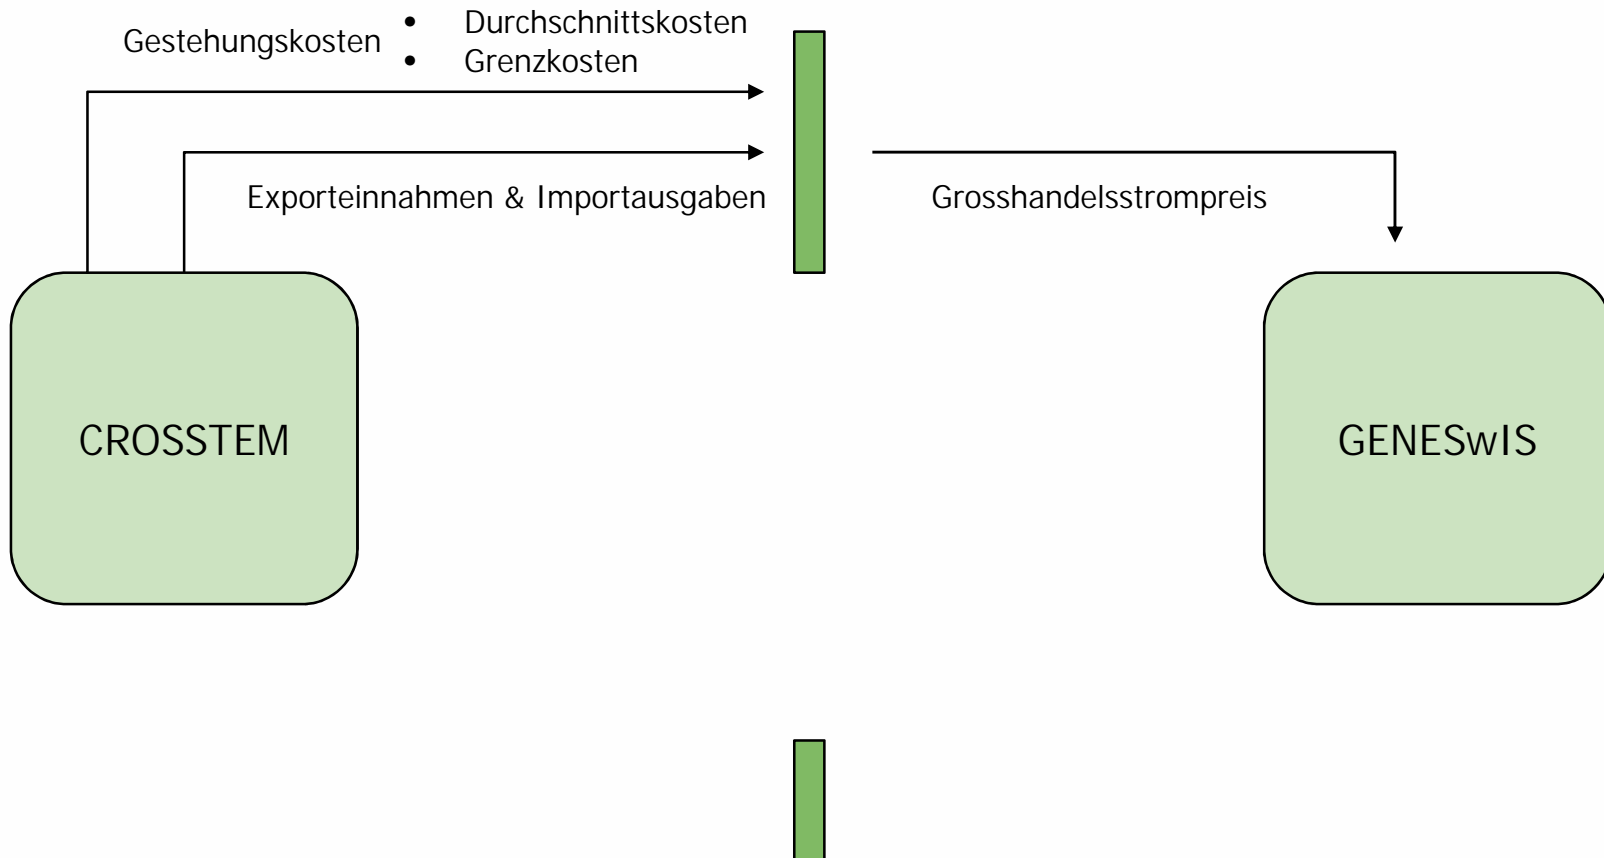 Gestehungskosten
• Durchschnittskosten
• Grenzkosten
Exporteinnahmen & Importausgaben
Grosshandelsstrompreis
CROSSTEM
GENESwIS